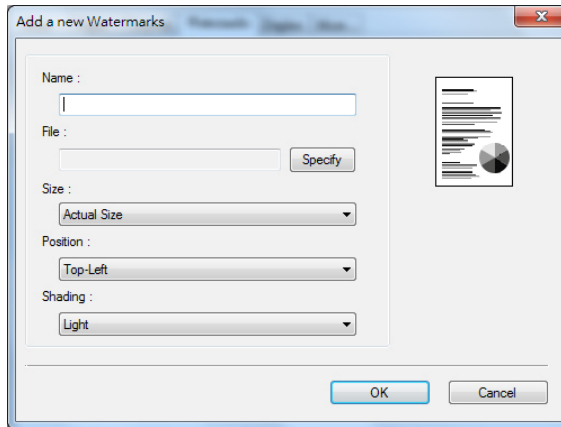 Add a new Watermarks
Name :
File :
Specify
Size :
Actual Size
Position :
Top-Left
Shading :
Light
OK
Cancel